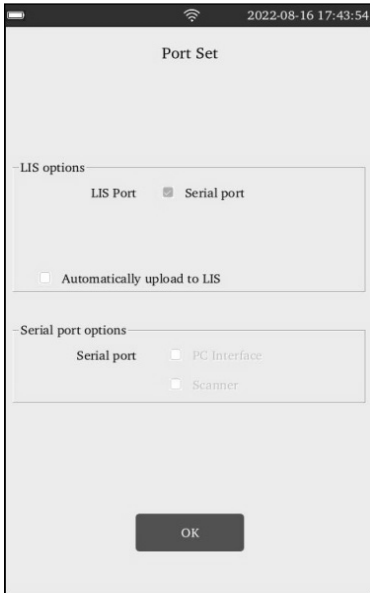 2022-08-16 17:43:54
Port Set
LIS options
LIS Port Serial port
Automatically upload to LIS
Serial port options
Serial port PC Interface
Scanner
OK